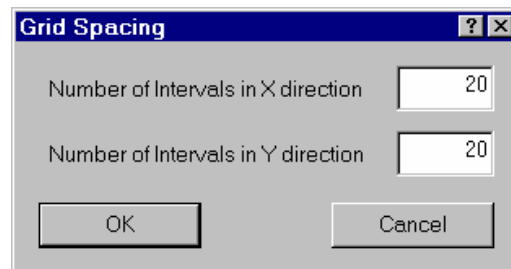 Grid Spacing
Number of Intervals in X direction 20
Number of Intervals in Y direction 20
OK Cancel